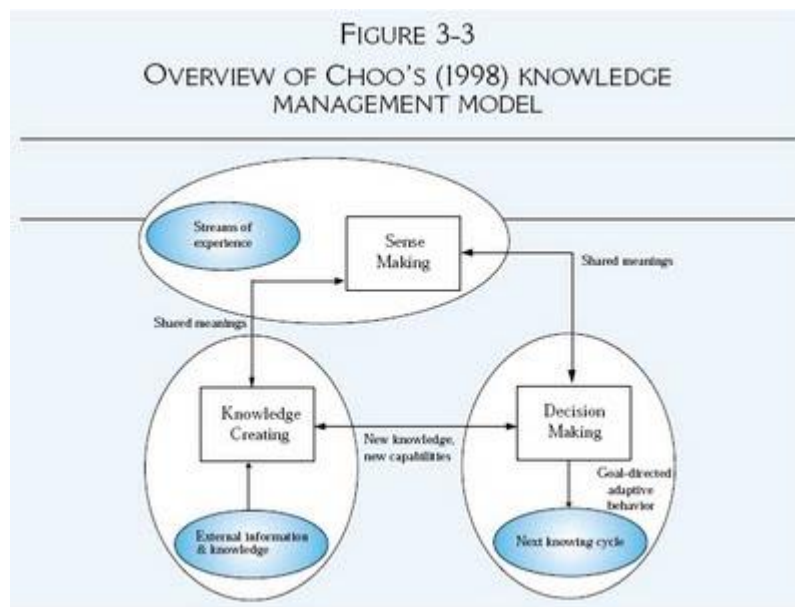 FIGURE 3-3
OVERVIEW OF CHOO'S (1998) KNOWLEDGE
MANAGEMENT MODEL
Streams of
experience
Sense
Making
Shared meanings
Shared meanings
Knowledge
Creating
Decision
Making
New knowledge,
new capabilities
Goal-directed
adaptive
behavior
External information
& knowledge
Next knowing cycle